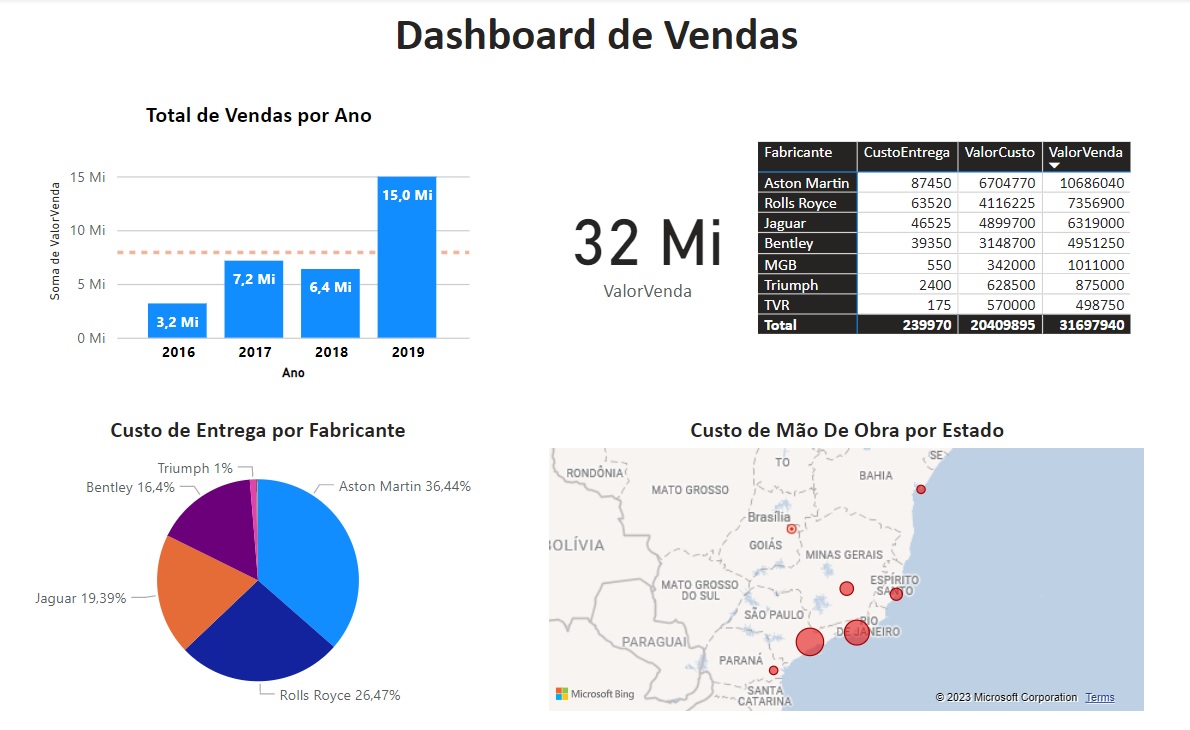 Dashboard de Vendas
Total de Vendas por Ano
Soma de ValorVenda
15 Mi
10 Mi
5 Mi
0 Mi
3,2 Mi
7,2 Mi
6,4 Mi
15,0 Mi
2016 2017 2018 2019
Ano
32 Mi
ValorVenda
Fabricante CustoEntrega ValorCusto ValorVenda
Aston Martin 87450 6704770 10686040
Rolls Royce 63520 4116225 7356900
Jaguar 46525 4899700 6319000
Bentley 39350 3148700 4951250
MGB 550 342000 1011000
Triumph 2400 628500 875000
TVR 175 570000 498750
Total 239970 20409895 31697940
Custo de Entrega por Fabricante
Triumph 1%
Bentley 16,4%
Aston Martin 36,44%
Jaguar 19,39%
Rolls Royce 26,47%
Custo de Mão De Obra por Estado
SE
TO
RONDÔNIA
BAHIA
MATO GROSSO
Brasília
GOIÁS
BOLÍVIA
MINAS GERAIS
MATO GROSSO
DO SUL
ESPÍRITO
SANTO
SÃO PAULO
RIO
DE JANEIRO
PARAGUAI
PARANÁ
SANTA
CATARINA
Microsoft Bing
© 2023 Microsoft Corporation Terms